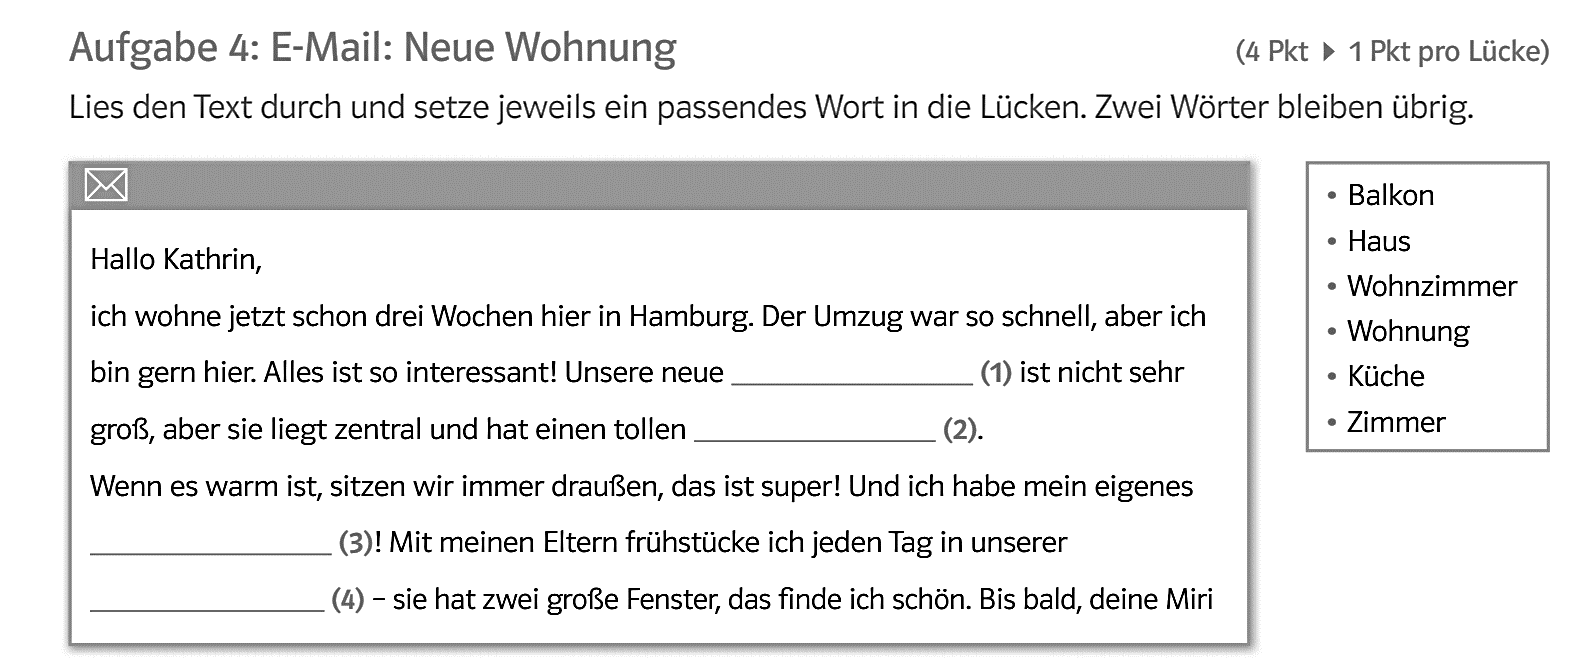 Aufgabe 4: E-Mail: Neue Wohnung (4 Pkt ▶ 1 Pkt pro Lücke)
Lies den Text durch und setze jeweils ein passendes Wort in die Lücken. Zwei Wörter bleiben übrig.
Hallo Kathrin,
ich wohne jetzt schon drei Wochen hier in Hamburg. Der Umzug war so schnell, aber ich
bin gern hier. Alles ist so interessant! Unsere neue ________________ (1) ist nicht sehr
groß, aber sie liegt zentral und hat einen tollen ________________ (2).
Wenn es warm ist, sitzen wir immer draußen, das ist super! Und ich habe mein eigenes
________________ (3)! Mit meinen Eltern frühstücke ich jeden Tag in unserer
________________ (4) – sie hat zwei große Fenster, das finde ich schön. Bis bald, deine Miri
• Balkon
• Haus
• Wohnzimmer
• Wohnung
• Küche
• Zimmer